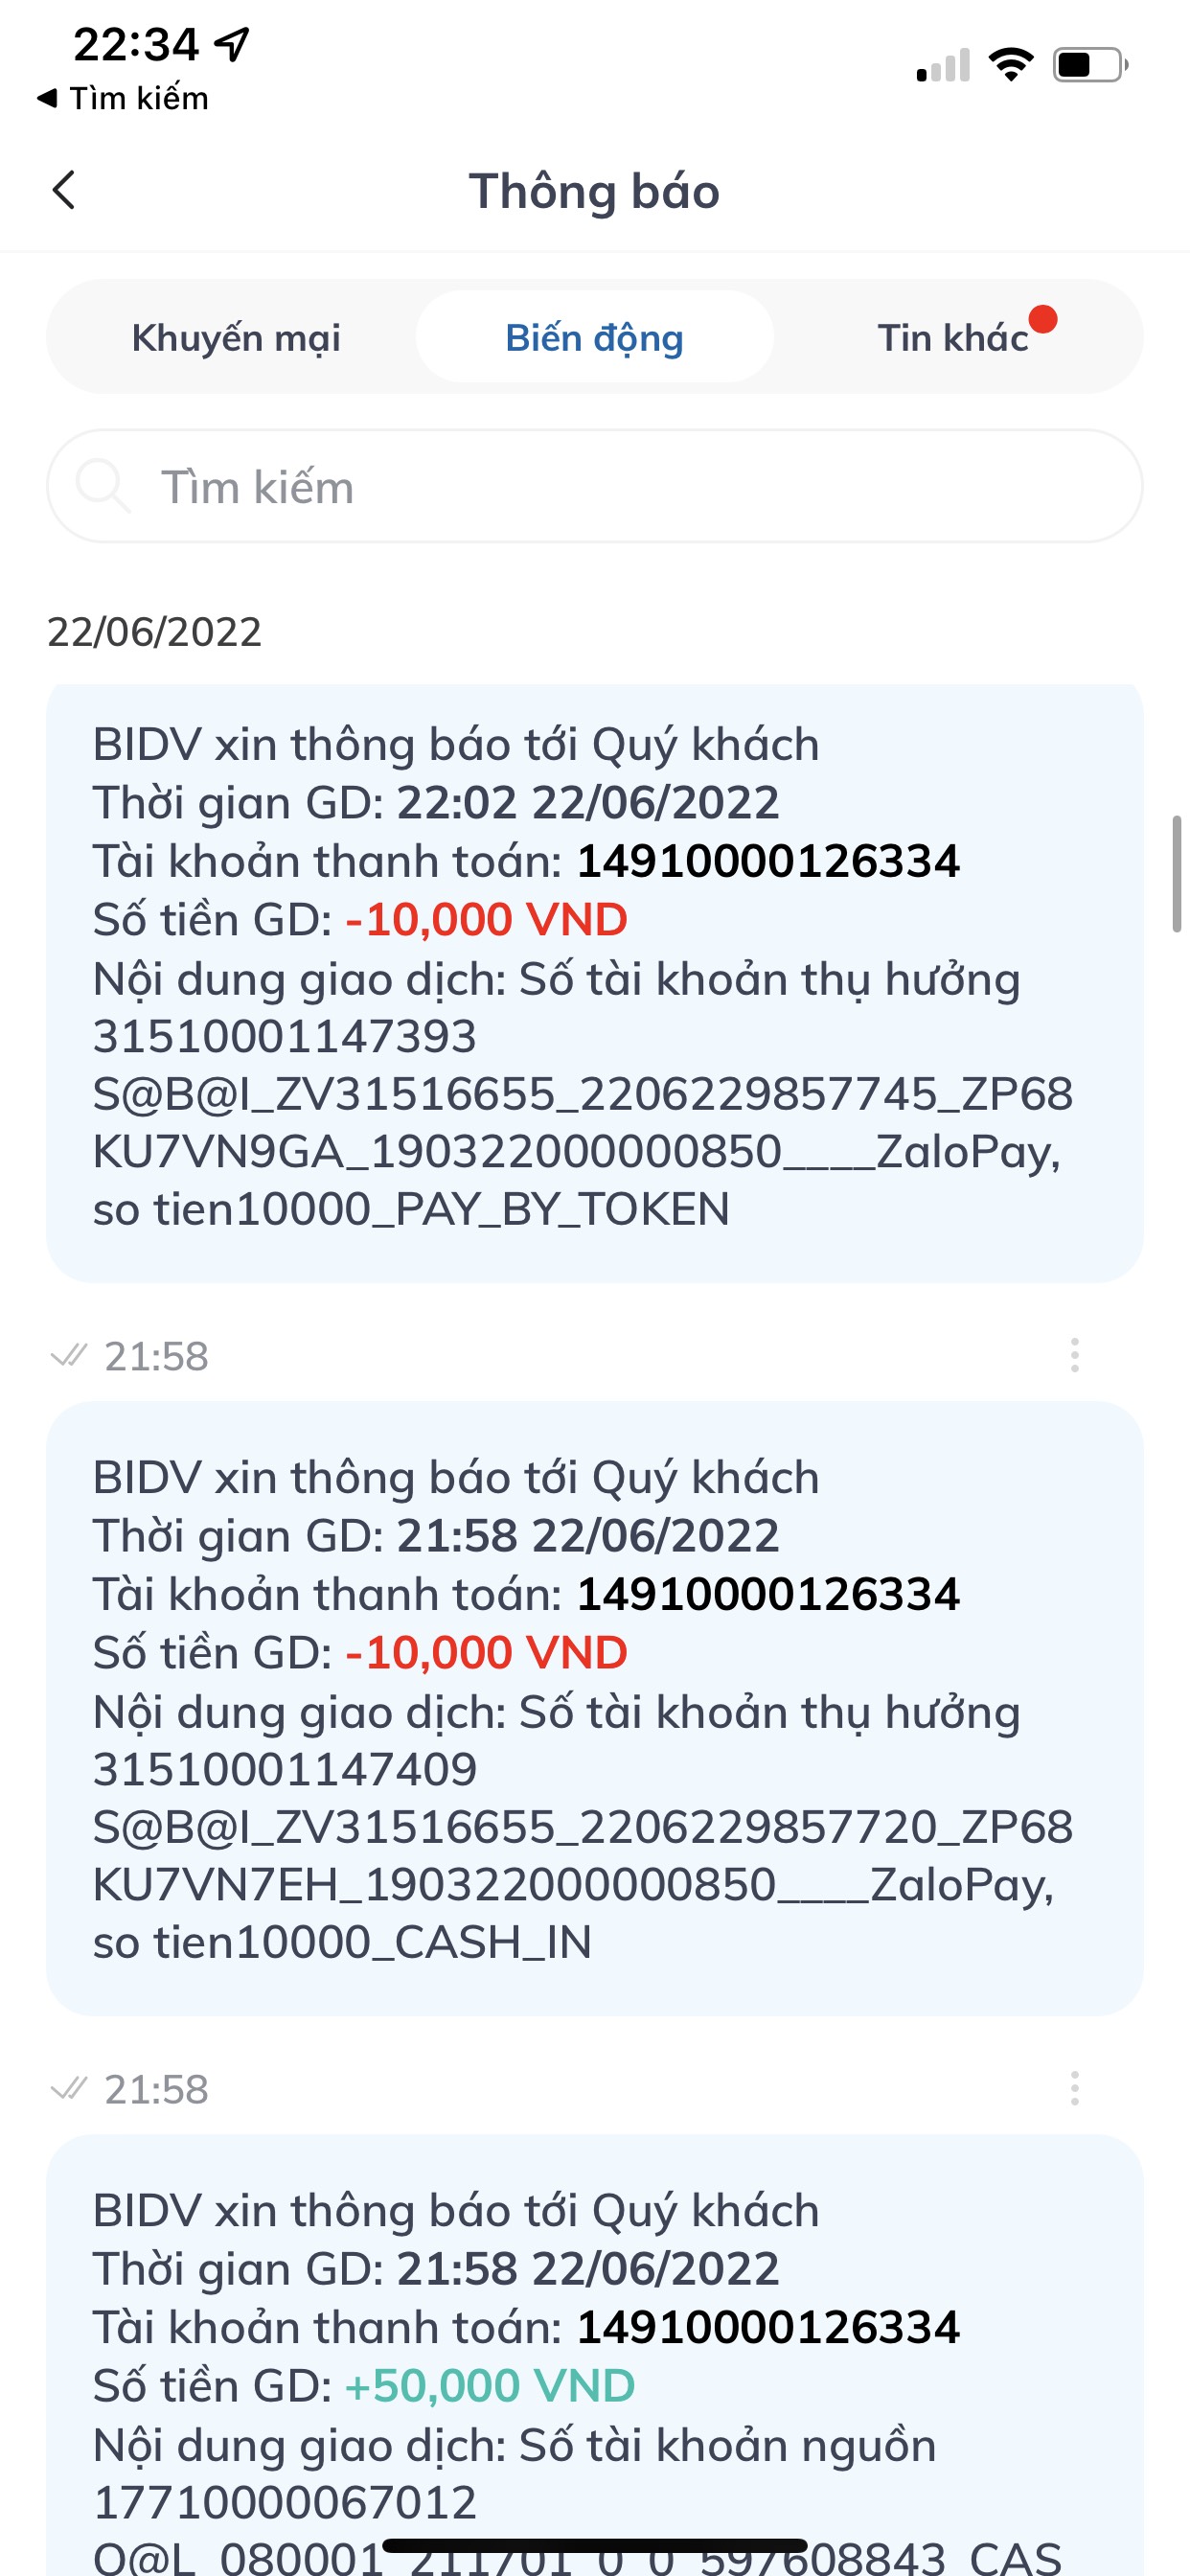 22:34
Tìm kiếm
Thông báo
Khuyến mại
Biến động
Tin khác
Tìm kiếm
22/06/2022
BIDV xin thông báo tới Quý khách
Thời gian GD: 22:02 22/06/2022
Tài khoản thanh toán: 14910000126334
Số tiền GD: -10,000 VND
Nội dung giao dịch: Số tài khoản thụ hưởng
31510001147393
S@B@I_ZV31516655_2206229857745_ZP68
KU7VN9GA_190322000000850____ZaloPay,
so tien10000_PAY_BY_TOKEN
21:58
BIDV xin thông báo tới Quý khách
Thời gian GD: 21:58 22/06/2022
Tài khoản thanh toán: 14910000126334
Số tiền GD: -10,000 VND
Nội dung giao dịch: Số tài khoản thụ hưởng
31510001147409
S@B@I_ZV31516655_2206229857720_ZP68
KU7VN7EH_190322000000850____ZaloPay,
so tien10000_CASH_IN
21:58
BIDV xin thông báo tới Quý khách
Thời gian GD: 21:58 22/06/2022
Tài khoản thanh toán: 14910000126334
Số tiền GD: +50,000 VND
Nội dung giao dịch: Số tài khoản nguồn
17710000067012
O@L_080001_211701_0_0_597608843_CAS